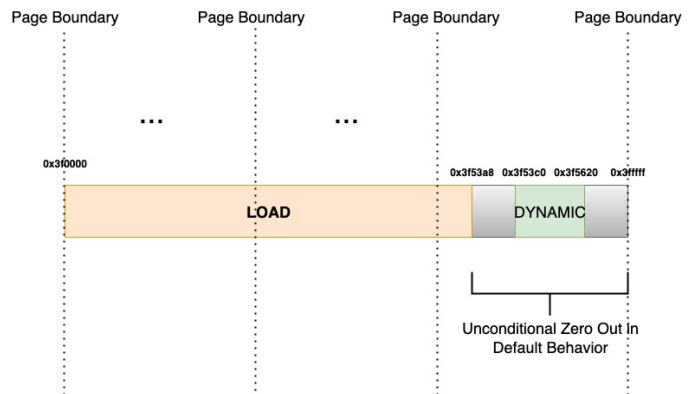 Page Boundary Page Boundary Page Boundary Page Boundary
... ...
0x3f0000
0x3f53a8 0x3f53c0 0x3f5620 0x3fffff
LOAD DYNAMIC
Unconditional Zero Out in
Default Behavior